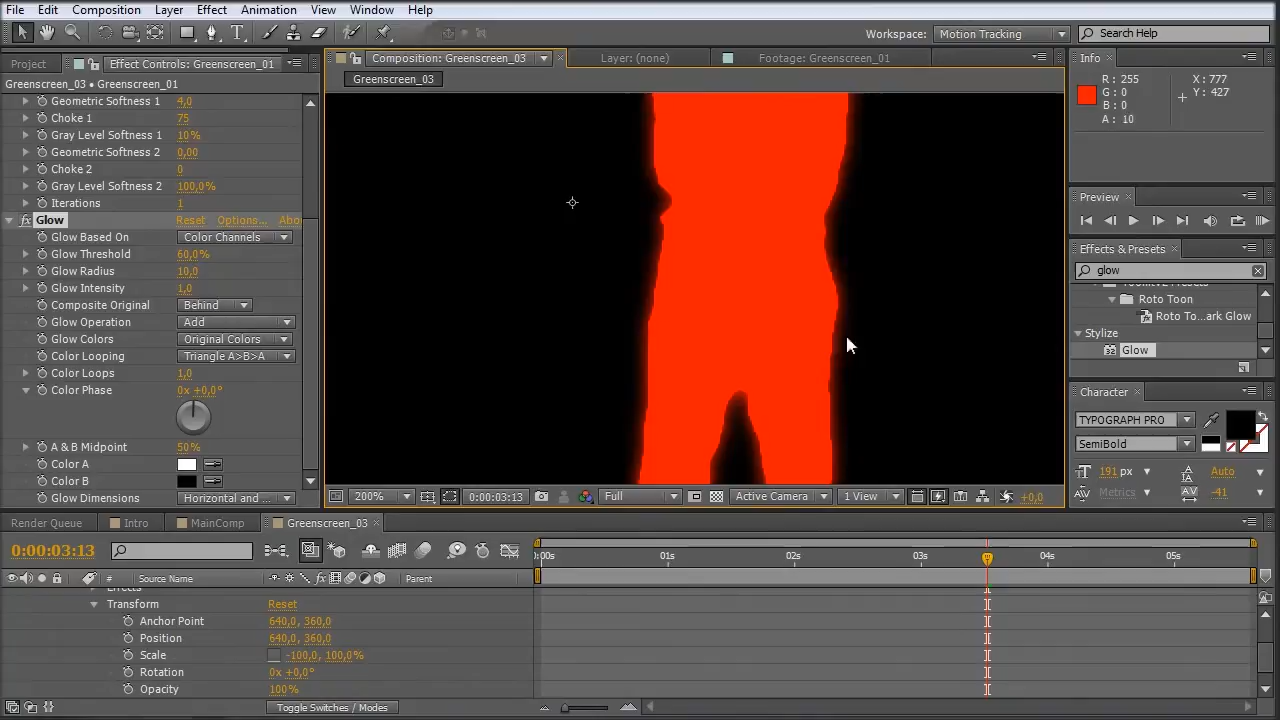 File Edit Composition Layer Effect Animation View Window Help
Workspace: Motion Tracking Search Help
Project Effect Controls: Greenscreen_01 Composition: Greenscreen_03 Layer: (none) Footage: Greenscreen_01 Info
Greenscreen_03 • Greenscreen_01 Greenscreen_03
R : 255 X : 777
G : 0 Y : 427
B : 0
A : 10
Geometric Softness 1 4,0
Choke 1 75
Gray Level Softness 1 10%
Geometric Softness 2 0,00
Choke 2 0
Gray Level Softness 2 100,0%
Iterations 1
fx Glow Reset Options... Abo
Glow Based On Color Channels
Glow Threshold 60,0%
Glow Radius 10,0
Glow Intensity 1,0
Composite Original Behind
Glow Operation Add
Glow Colors Original Colors
Color Looping Triangle A>B>A
Color Loops 1,0
Color Phase 0x +0,0°
A & B Midpoint 50%
Color A
Color B
Glow Dimensions Horizontal and ...
Preview
Effects & Presets
glow
Roto Toon
Roto To...ark Glow
Stylize
Glow
Character
TYPOGRAPH PRO
SemiBold
191 px Auto
Metrics -41
200% 0:00:03:13 Full Active Camera 1 View +0,0
Render Queue Intro MainComp Greenscreen_03
0:00:03:13
:00s 01s 02s 03s 04s 05s
# Source Name fx Parent
Transform Reset
Anchor Point 640,0, 360,0
Position 640,0, 360,0
Scale -100,0, 100,0%
Rotation 0x +0,0°
Opacity 100%
Toggle Switches / Modes